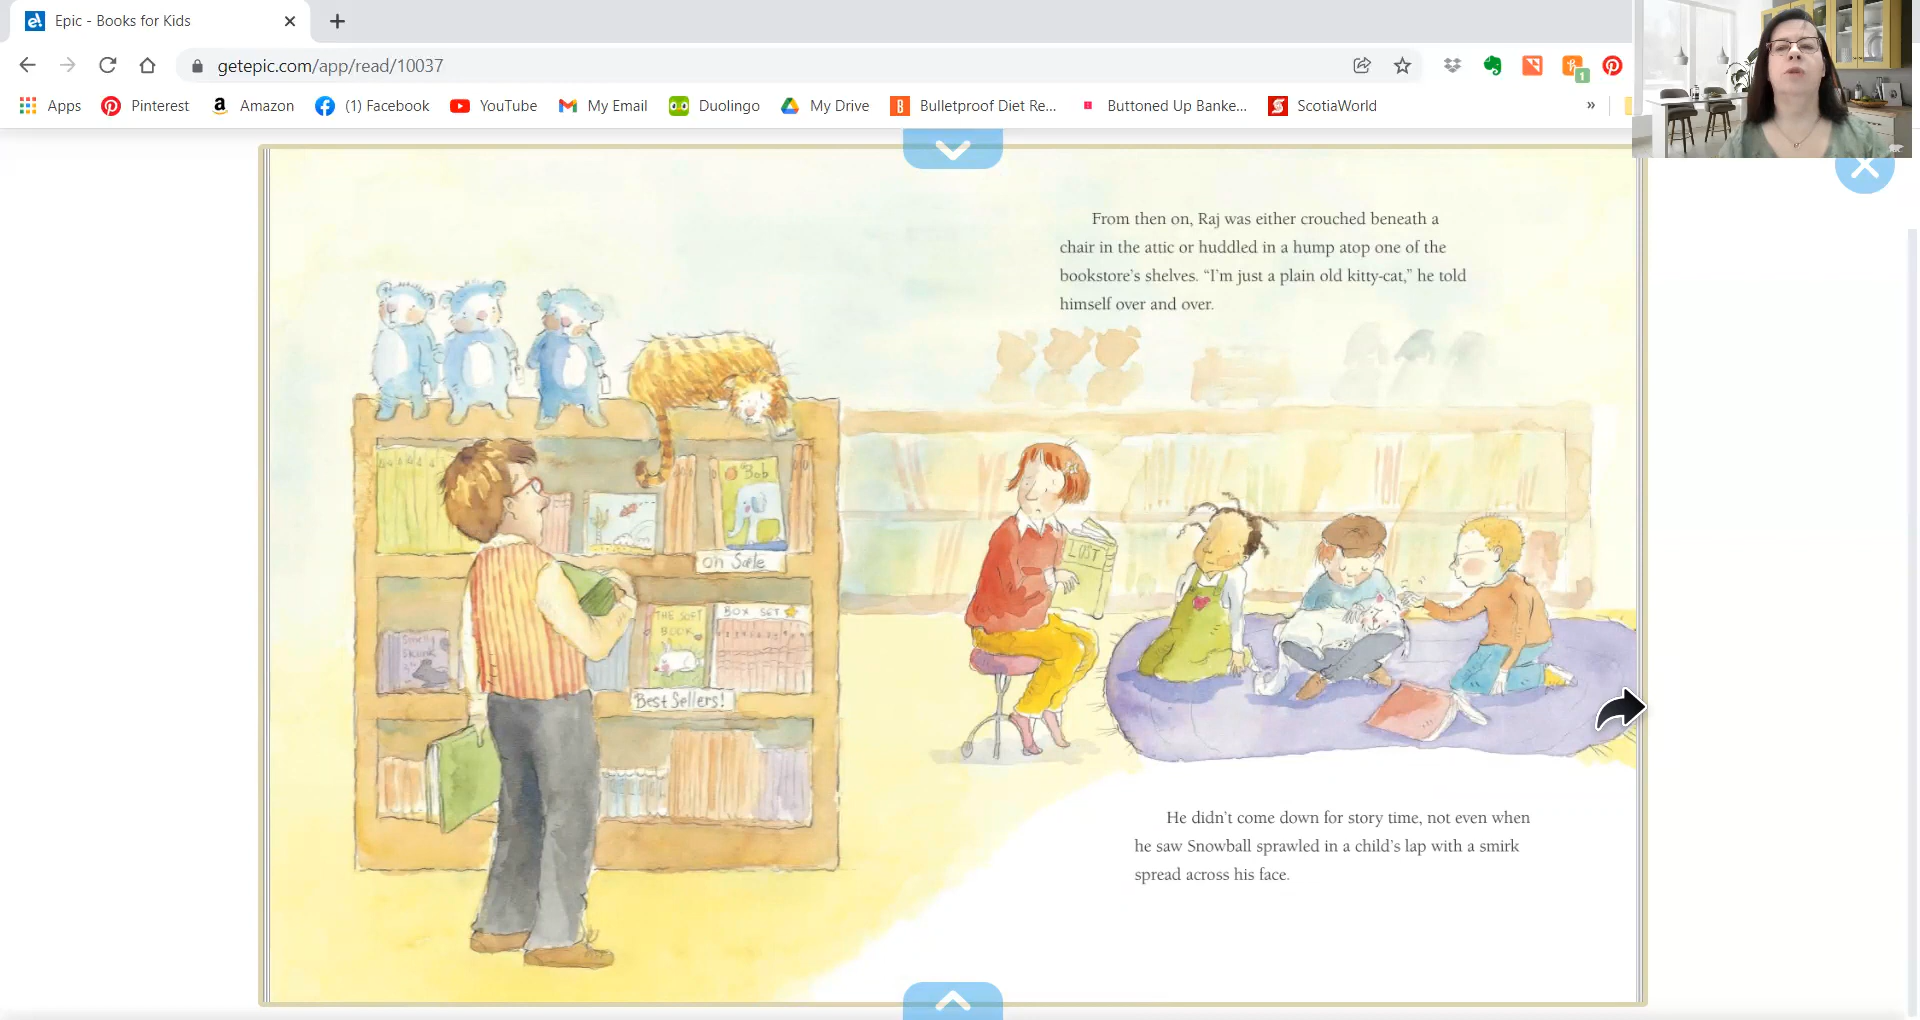 Epic - Books for Kids
getepic.com/app/read/10037
1
Apps
Pinterest
Amazon
(1) Facebook
YouTube
My Email
Duolingo
My Drive
Bulletproof Diet Re...
Buttoned Up Banke...
ScotiaWorld
From then on, Raj was either crouched beneath a
chair in the attic or huddled in a hump atop one of the
bookstore's shelves. “I'm just a plain old kitty-cat,” he told
himself over and over.
Bob
On Sale
THE SOFT
BOOK
BOX SET
Best Sellers!
LOST
He didn't come down for story time, not even when
he saw Snowball sprawled in a child's lap with a smirk
spread across his face.